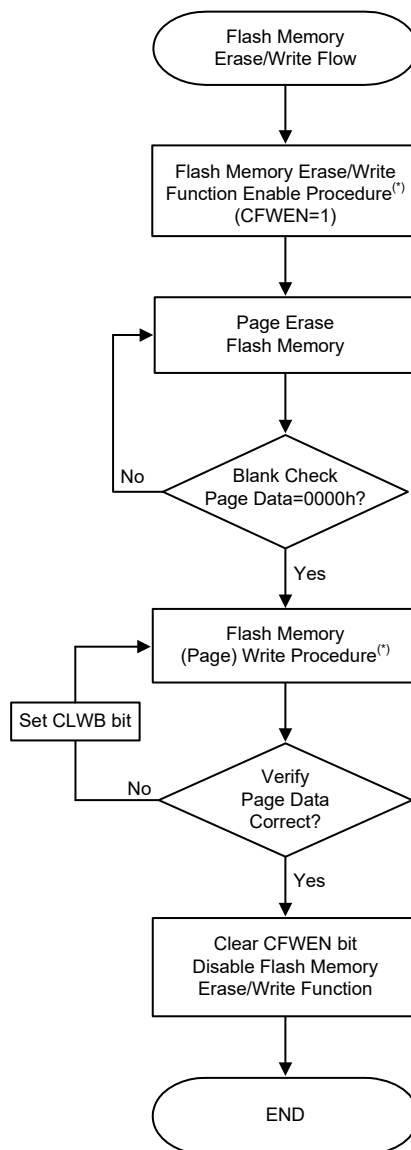 Flash Memory
Erase/Write Flow
Flash Memory Erase/Write
Function Enable Procedure(*)
(CFWEN=1)
Page Erase
Flash Memory
No
Blank Check
Page Data=0000h?
Yes
Flash Memory
(Page) Write Procedure(*)
Set CLWB bit
No
Verify
Page Data
Correct?
Yes
Clear CFWEN bit
Disable Flash Memory
Erase/Write Function
END